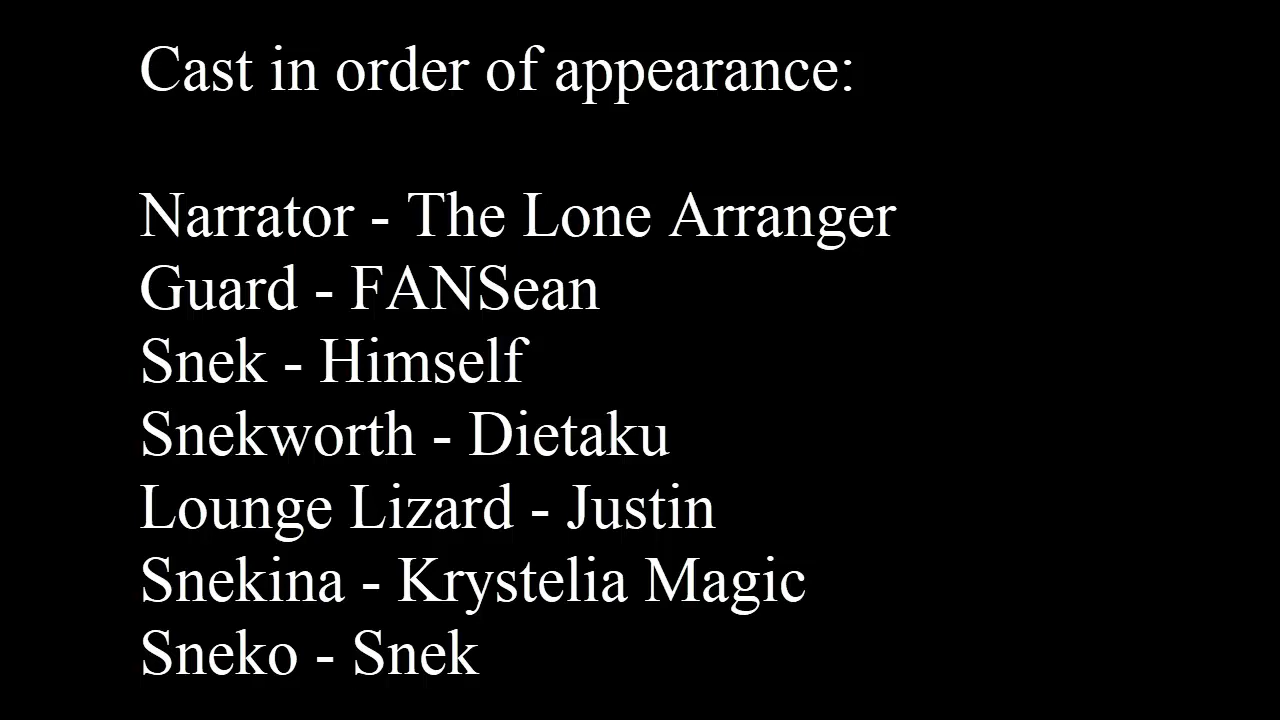 Cast in order of appearance:
Narrator - The Lone Arranger
Guard - FANSean
Snek - Himself
Snekworth - Dietaku
Lounge Lizard - Justin
Snekina - Krystelia Magic
Sneko - Snek